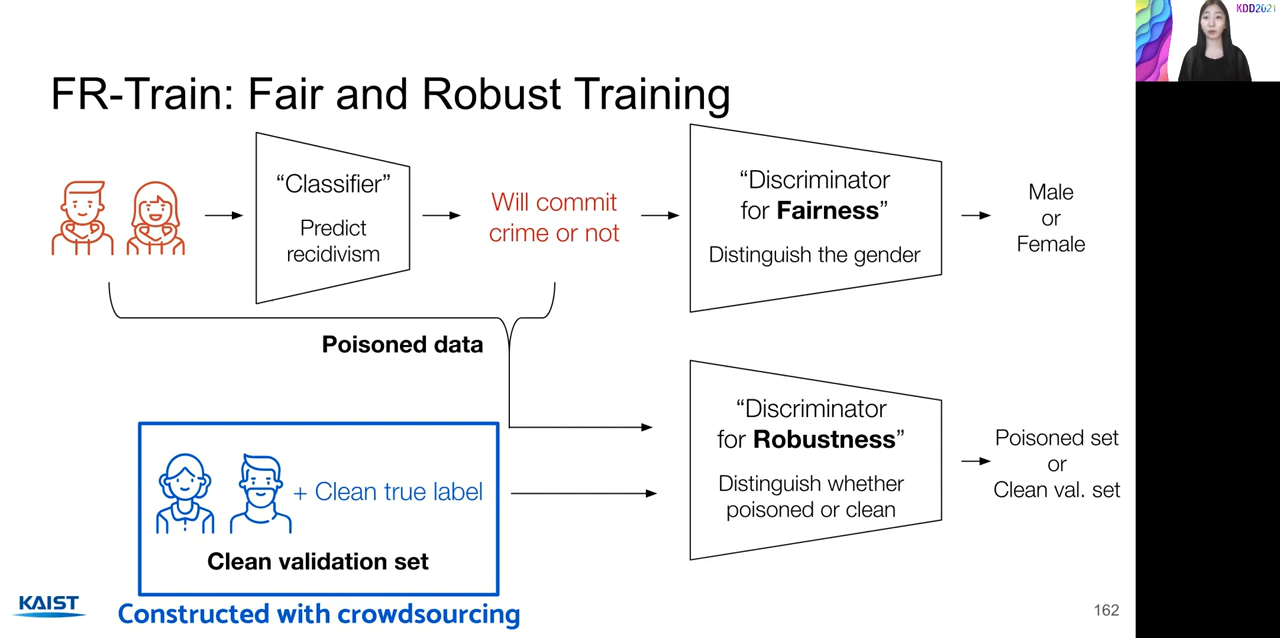 KDD2021
FR-Train: Fair and Robust Training
“Classifier”
Predict
recidivism
Will commit
crime or not
“Discriminator
for Fairness”
Distinguish the gender
Male
or
Female
Poisoned data
“Discriminator
for Robustness”
Distinguish whether
poisoned or clean
Poisoned set
or
Clean val. set
+ Clean true label
Clean validation set
Constructed with crowdsourcing
KAIST
162